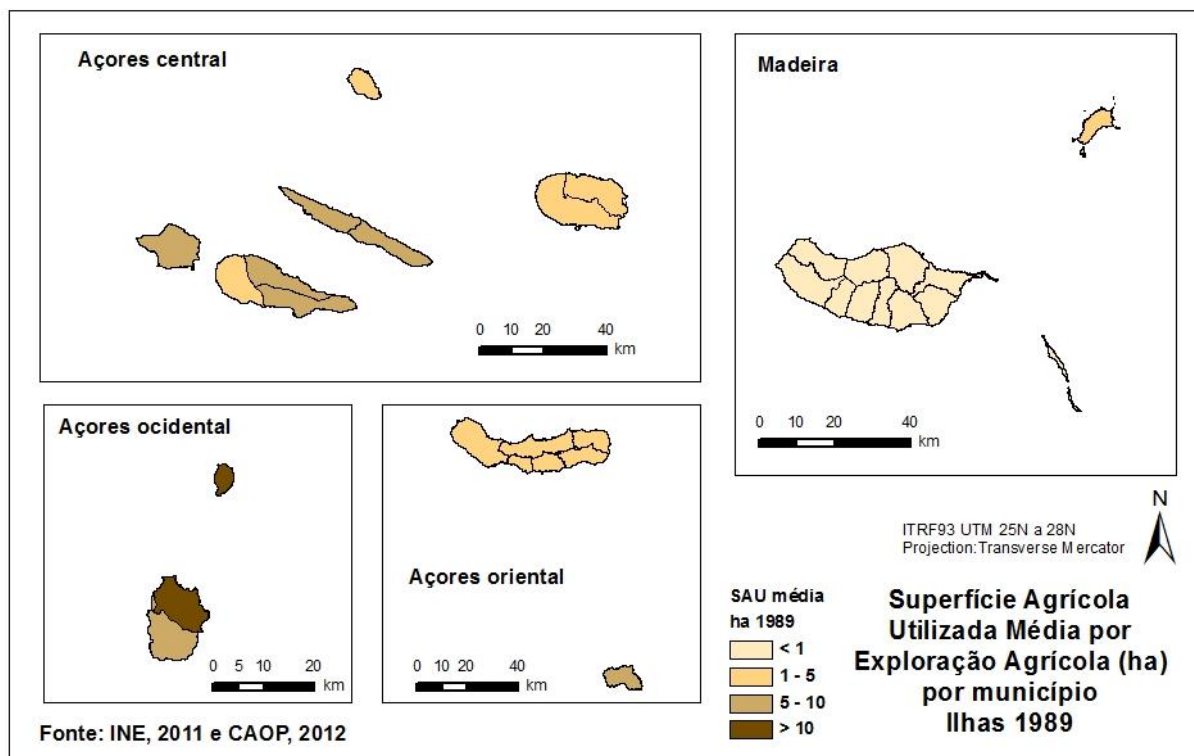 Açores central
0 10 20 40
km
Madeira
0 10 20 40
km
Açores ocidental
0 5 10 20
km
Açores oriental
0 10 20 40
km
N
ITRF93 UTM 25N a 28N
Projection:Transverse Mercator
SAU média
ha 1989
< 1
1 - 5
5 - 10
> 10
Superfície Agrícola
Utilizada Média por
Exploração Agrícola (ha)
por município
Ilhas 1989
Fonte: INE, 2011 e CAOP, 2012